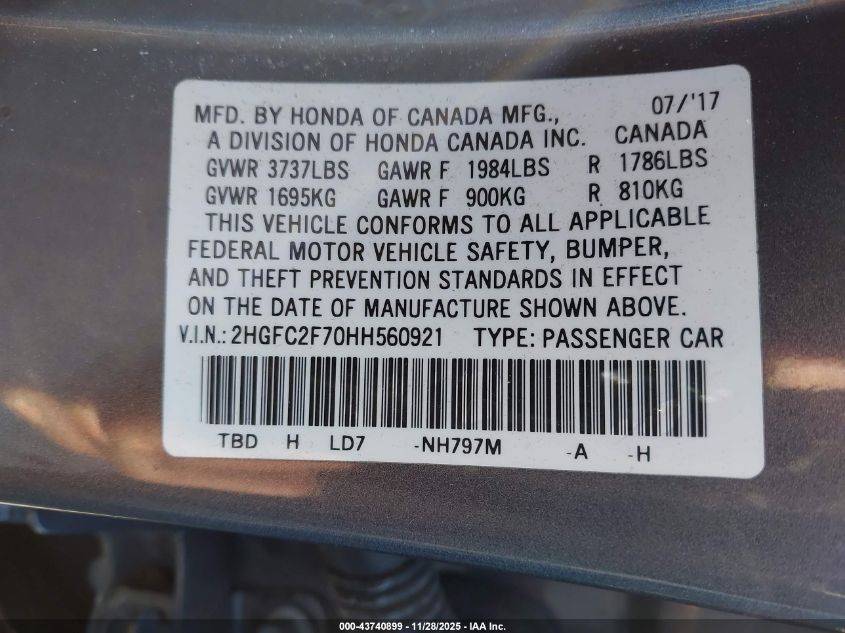 MFD. BY HONDA OF CANADA MFG., 07/'17
A DIVISION OF HONDA CANADA INC. CANADA
GVWR 3737LBS GAWR F 1984LBS R 1786LBS
GVWR 1695KG GAWR F 900KG R 810KG
THIS VEHICLE CONFORMS TO ALL APPLICABLE
FEDERAL MOTOR VEHICLE SAFETY, BUMPER,
AND THEFT PREVENTION STANDARDS IN EFFECT
ON THE DATE OF MANUFACTURE SHOWN ABOVE.
V.I.N.: 2HGFC2F70HH560921 TYPE: PASSENGER CAR
TBD H LD7 -NH797M -A -H
000-43740899 | 11/28/2025 - IAA Inc.